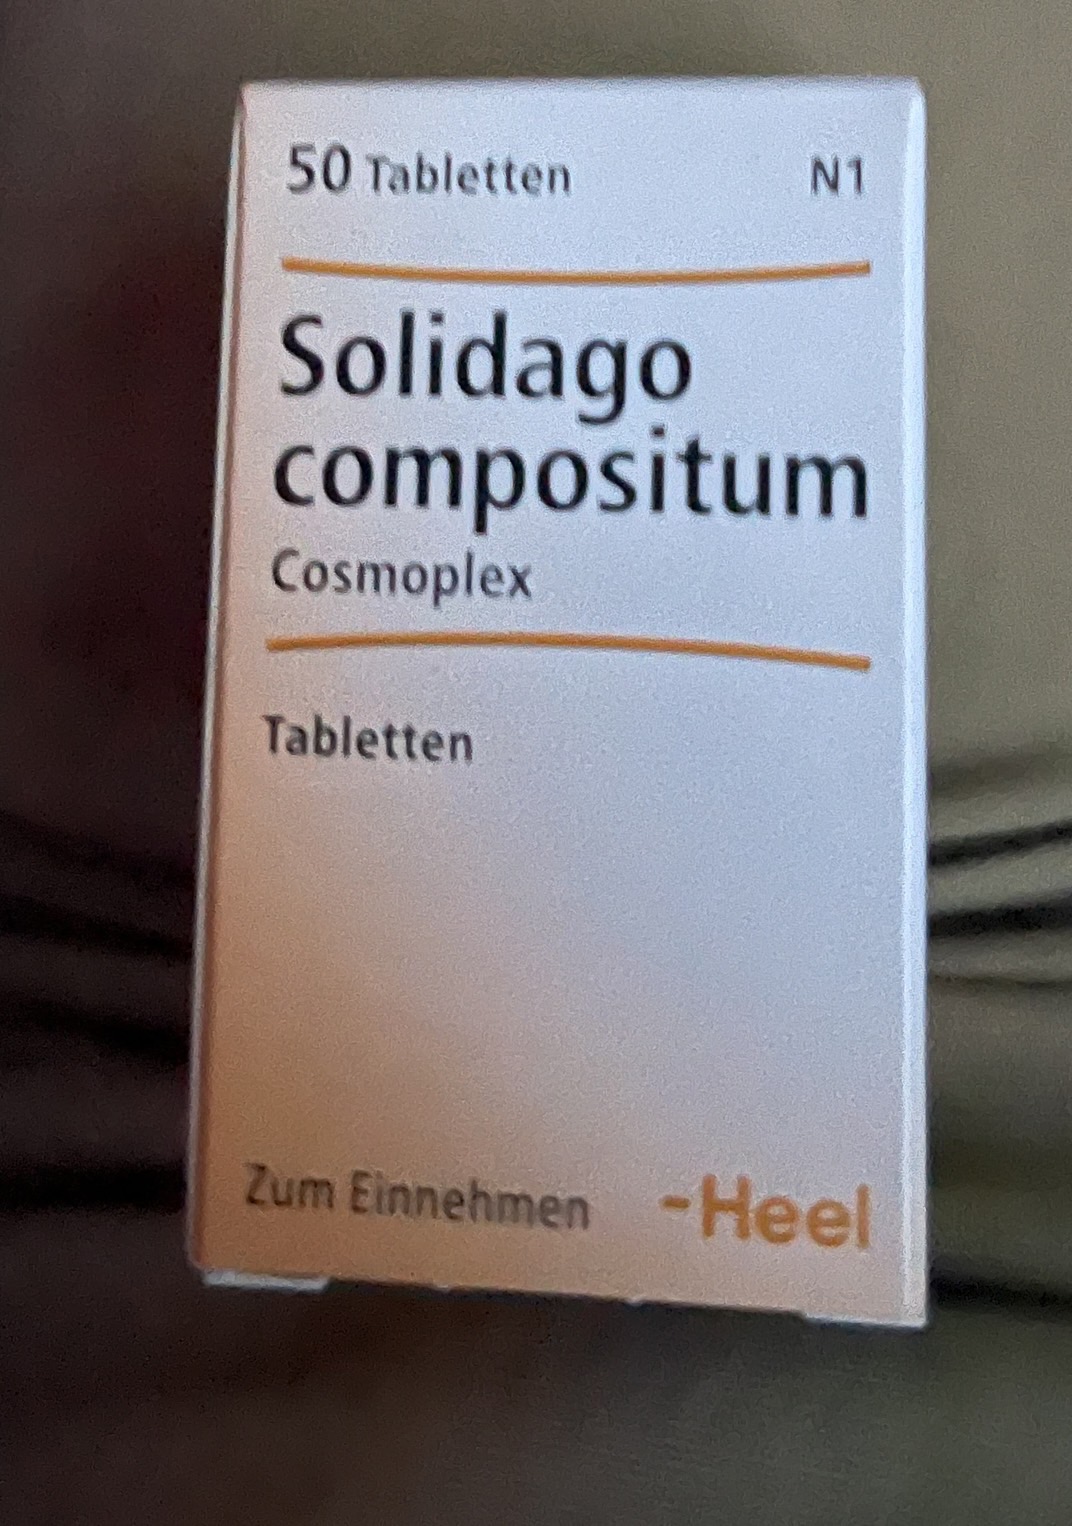 50 Tabletten N1
Solidago
compositum
Cosmoplex
Tabletten
Zum Einnehmen -Heel